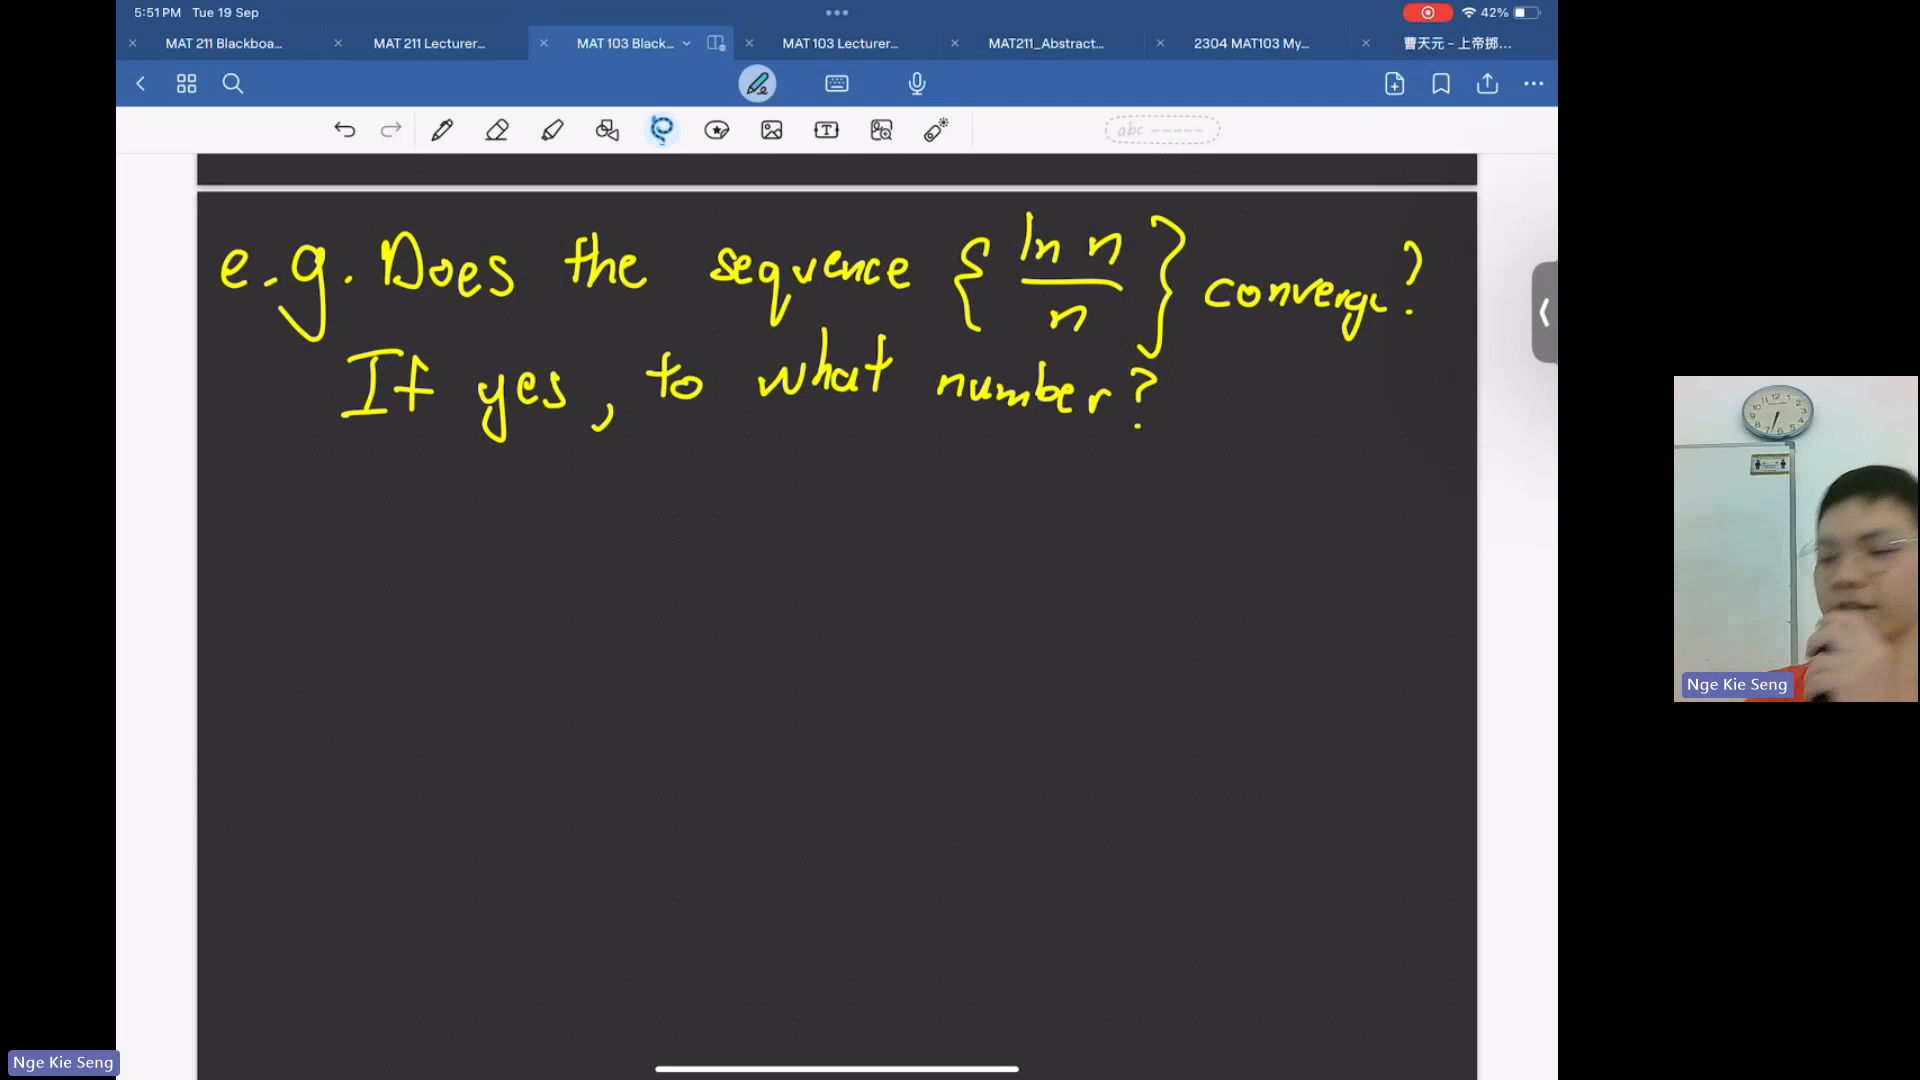 5:51 PM Tue 19 Sep
42%
MAT 211 Blackboa...
MAT 211 Lecturer...
MAT 103 Black...
MAT 103 Lecturer...
MAT211_Abstract...
2304 MAT103 My...
曹天元 - 上帝掷...
abc
e.g. Does the sequence { ln n / n } converge?
If yes, to what number?
Nge Kie Seng
Nge Kie Seng